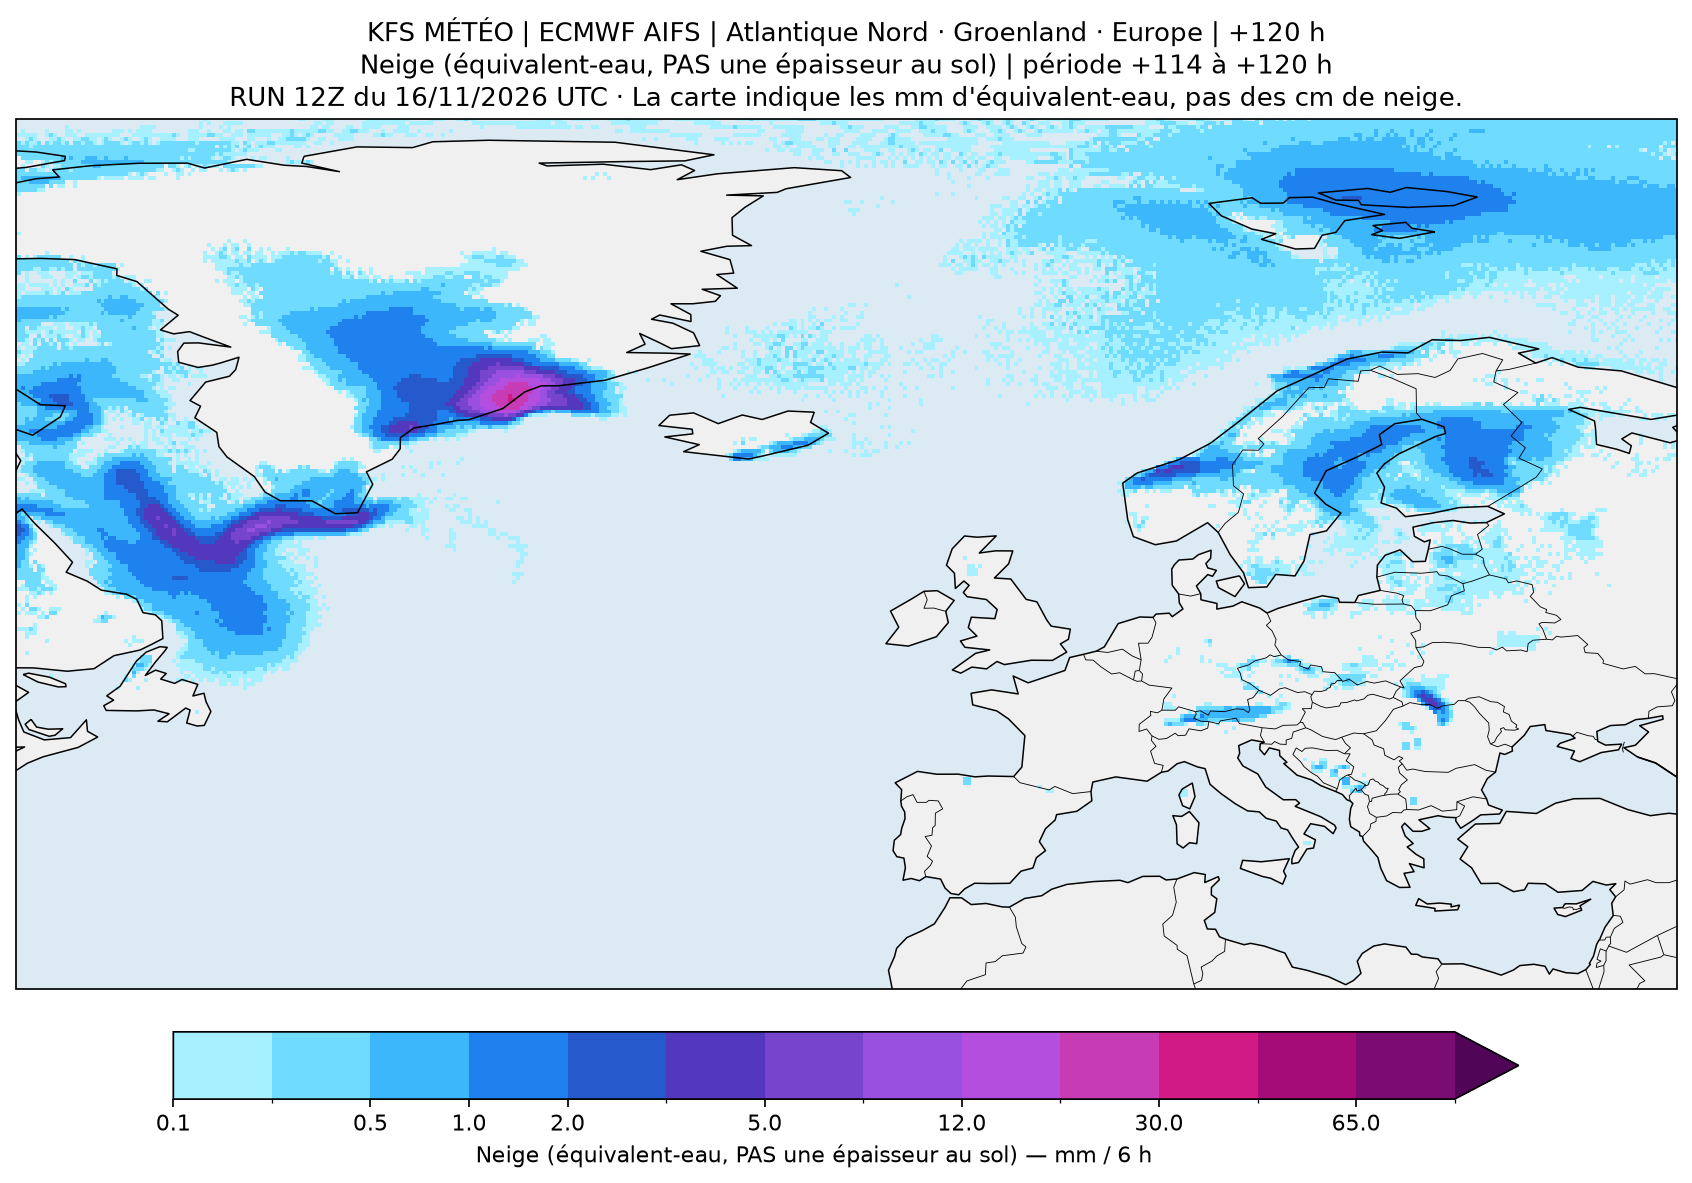 KFS MÉTÉO | ECMWF AIFS | Atlantique Nord · Groenland · Europe | +120 h
Neige (équivalent-eau, PAS une épaisseur au sol) | période +114 à +120 h
RUN 12Z du 16/11/2026 UTC · La carte indique les mm d'équivalent-eau, pas des cm de neige.
0.1 0.5 1.0 2.0 5.0 12.0 30.0 65.0
Neige (équivalent-eau, PAS une épaisseur au sol) — mm / 6 h